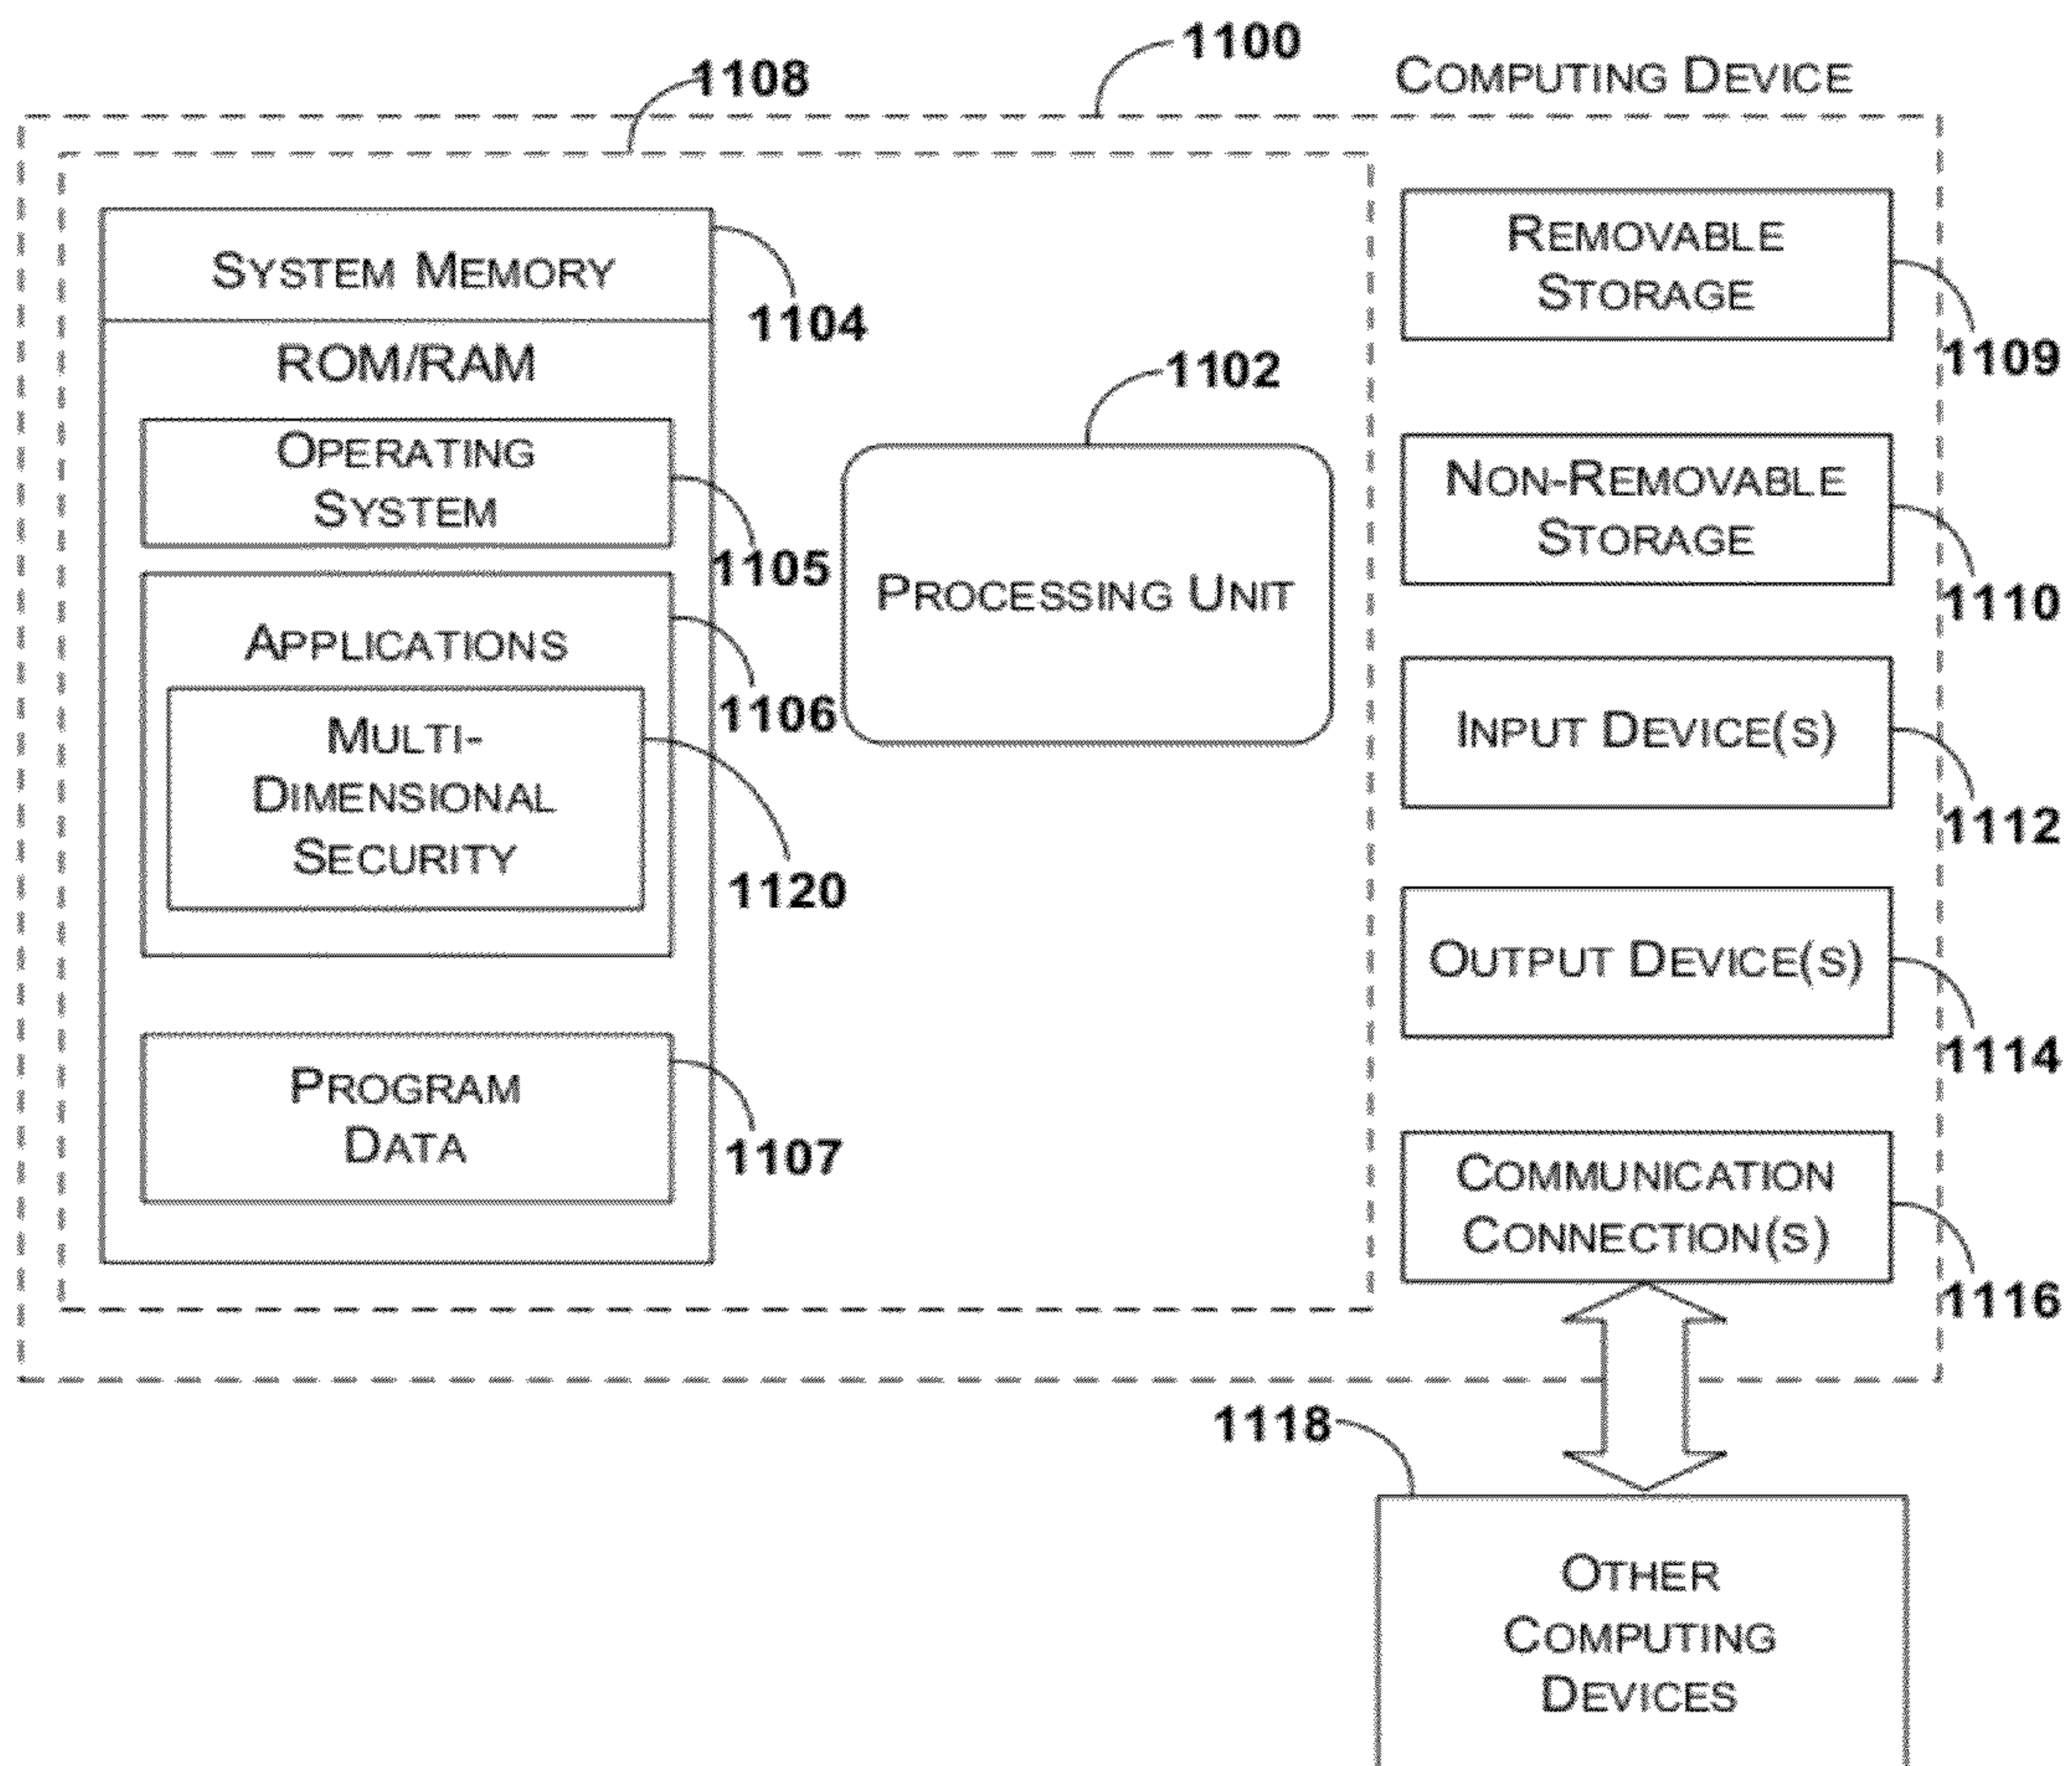 1100
COMPUTING DEVICE
1108
SYSTEM MEMORY
1104
ROM/RAM
OPERATING
SYSTEM
1105
APPLICATIONS
1106
MULTI-
DIMENSIONAL
SECURITY
1120
PROGRAM
DATA
1107
1102
PROCESSING UNIT
REMOVABLE
STORAGE
1109
NON-REMOVABLE
STORAGE
1110
INPUT DEVICE(S)
1112
OUTPUT DEVICE(S)
1114
COMMUNICATION
CONNECTION(S)
1116
1118
OTHER
COMPUTING
DEVICES